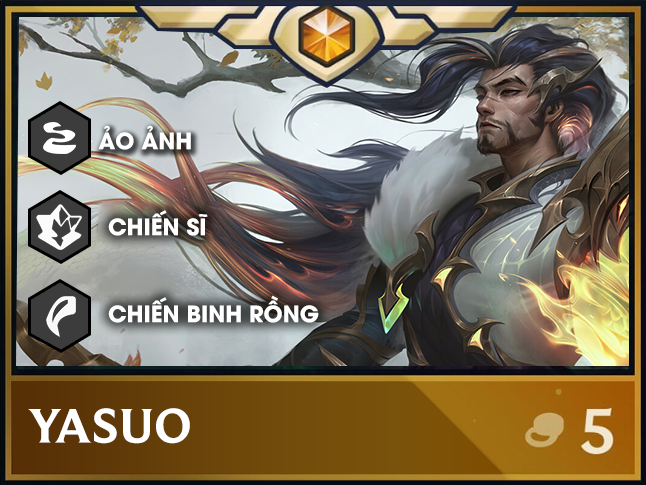 ẢO ẢNH
CHIẾN SĨ
CHIẾN BINH RỒNG
YASUO
5